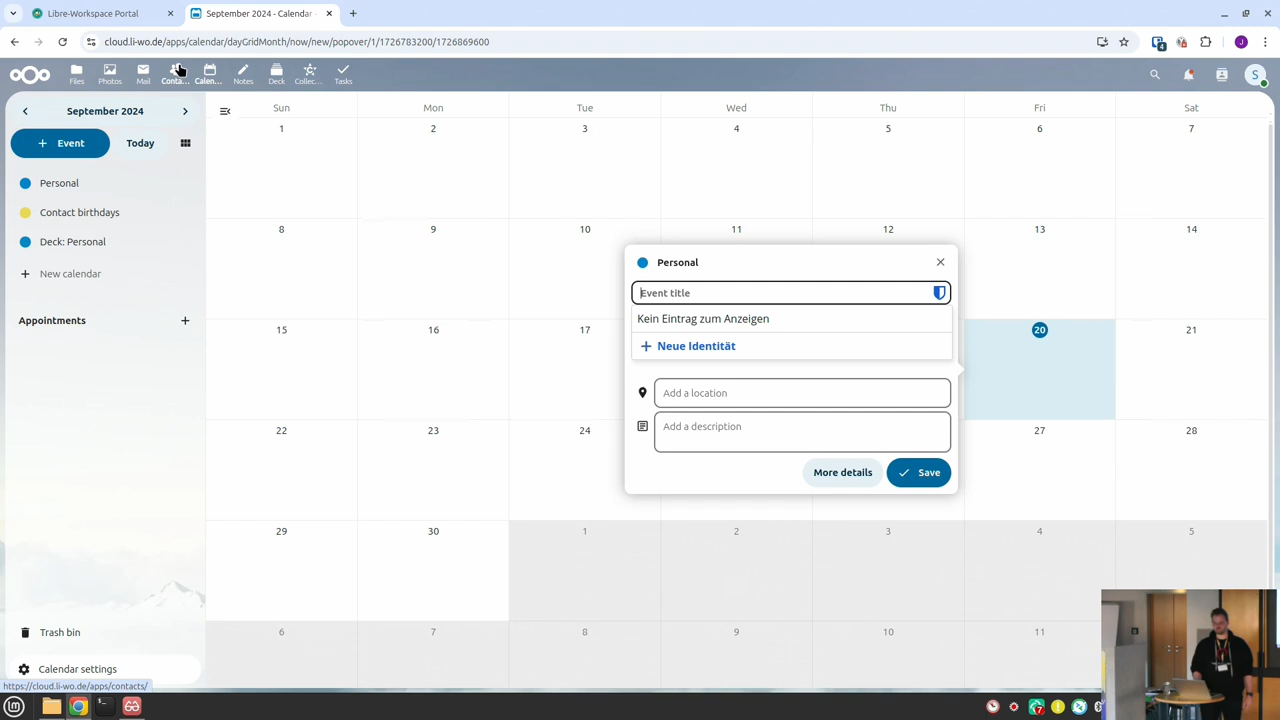 Libre-Workspace Portal
September 2024 - Calendar -
cloud.li-wo.de/apps/calendar/dayGridMonth/now/new/popover/1/1726783200/1726869600
4
J
Files Photos Mail Conta... Calen... Notes Deck Collec... Tasks
S
September 2024
Sun Mon Tue Wed Thu Fri Sat
+ Event Today
1 2 3 4 5 6 7
Personal
Contact birthdays
Deck: Personal
+ New calendar
Appointments +
8 9 10 11 12 13 14
Personal
Event title
Kein Eintrag zum Anzeigen
+ Neue Identität
Add a location
Add a description
More details Save
15 16 17 20 21
22 23 24 27 28
29 30 1 2 3 4 5
6 7 8 9 10 11
Trash bin
Calendar settings
https://cloud.li-wo.de/apps/contacts/
7